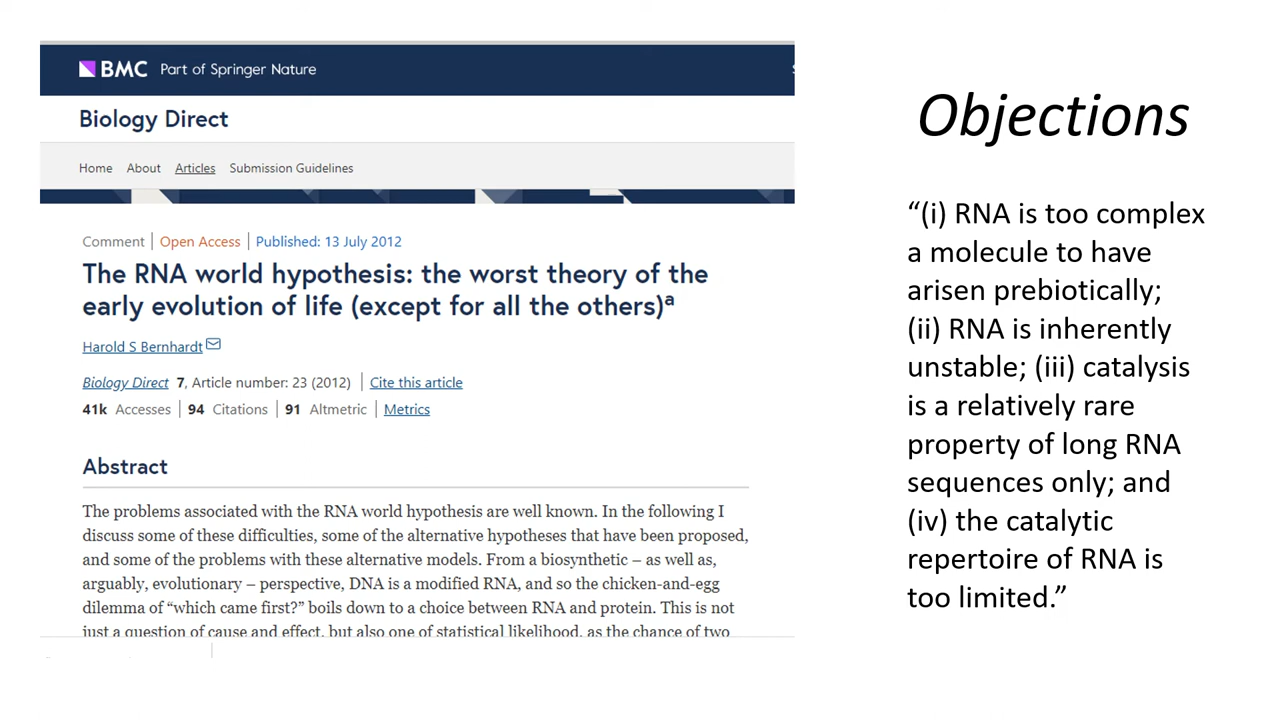 BMC Part of Springer Nature
Biology Direct
Home About Articles Submission Guidelines
Comment | Open Access | Published: 13 July 2012
The RNA world hypothesis: the worst theory of the
early evolution of life (except for all the others)ᵃ
Harold S Bernhardt
Biology Direct 7, Article number: 23 (2012) | Cite this article
41k Accesses | 94 Citations | 91 Altmetric | Metrics
Abstract
The problems associated with the RNA world hypothesis are well known. In the following I
discuss some of these difficulties, some of the alternative hypotheses that have been proposed,
and some of the problems with these alternative models. From a biosynthetic – as well as,
arguably, evolutionary – perspective, DNA is a modified RNA, and so the chicken-and-egg
dilemma of “which came first?” boils down to a choice between RNA and protein. This is not
just a question of cause and effect, but also one of statistical likelihood, as the chance of two
Objections
“(i) RNA is too complex
a molecule to have
arisen prebiotically;
(ii) RNA is inherently
unstable; (iii) catalysis
is a relatively rare
property of long RNA
sequences only; and
(iv) the catalytic
repertoire of RNA is
too limited.”